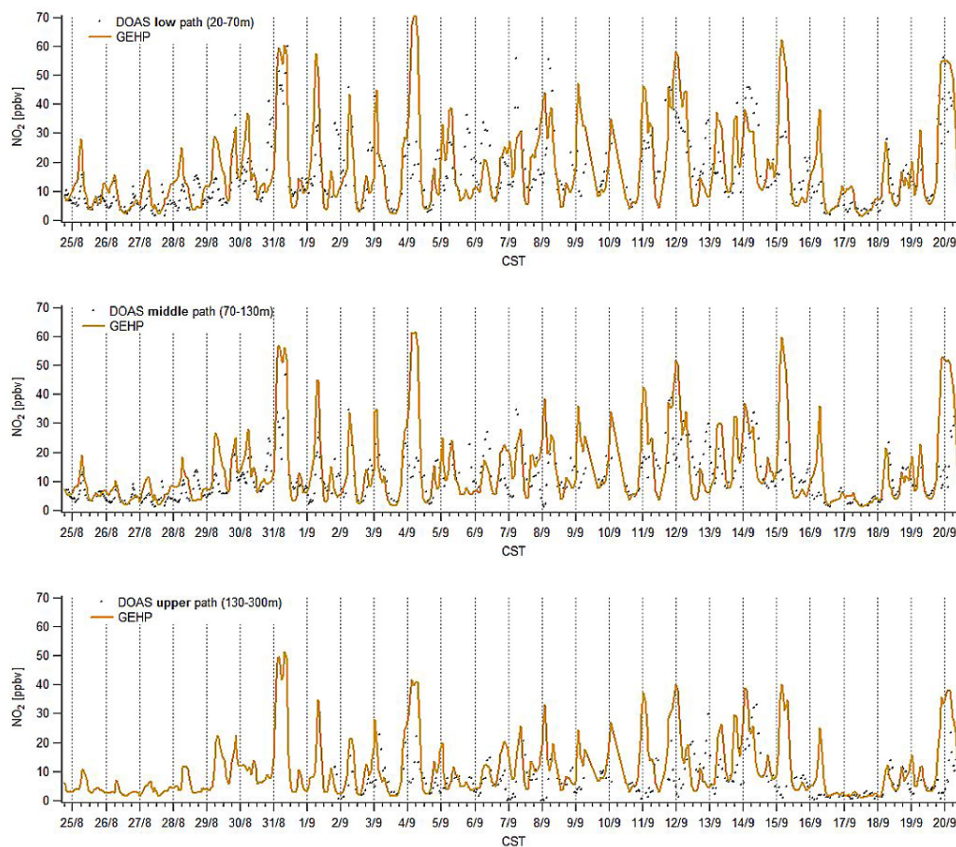 70
60
50
40
30
20
10
0
NO2 [ppbv]
DOAS low path (20-70m)
GEHP
25/8 26/8 27/8 28/8 29/8 30/8 31/8 1/9 2/9 3/9 4/9 5/9 6/9 7/9 8/9 9/9 10/9 11/9 12/9 13/9 14/9 15/9 16/9 17/9 18/9 19/9 20/9
CST
70
60
50
40
30
20
10
0
NO2 [ppbv]
DOAS middle path (70-130m)
GEHP
25/8 26/8 27/8 28/8 29/8 30/8 31/8 1/9 2/9 3/9 4/9 5/9 6/9 7/9 8/9 9/9 10/9 11/9 12/9 13/9 14/9 15/9 16/9 17/9 18/9 19/9 20/9
CST
70
60
50
40
30
20
10
0
NO2 [ppbv]
DOAS upper path (130-300m)
GEHP
25/8 26/8 27/8 28/8 29/8 30/8 31/8 1/9 2/9 3/9 4/9 5/9 6/9 7/9 8/9 9/9 10/9 11/9 12/9 13/9 14/9 15/9 16/9 17/9 18/9 19/9 20/9
CST